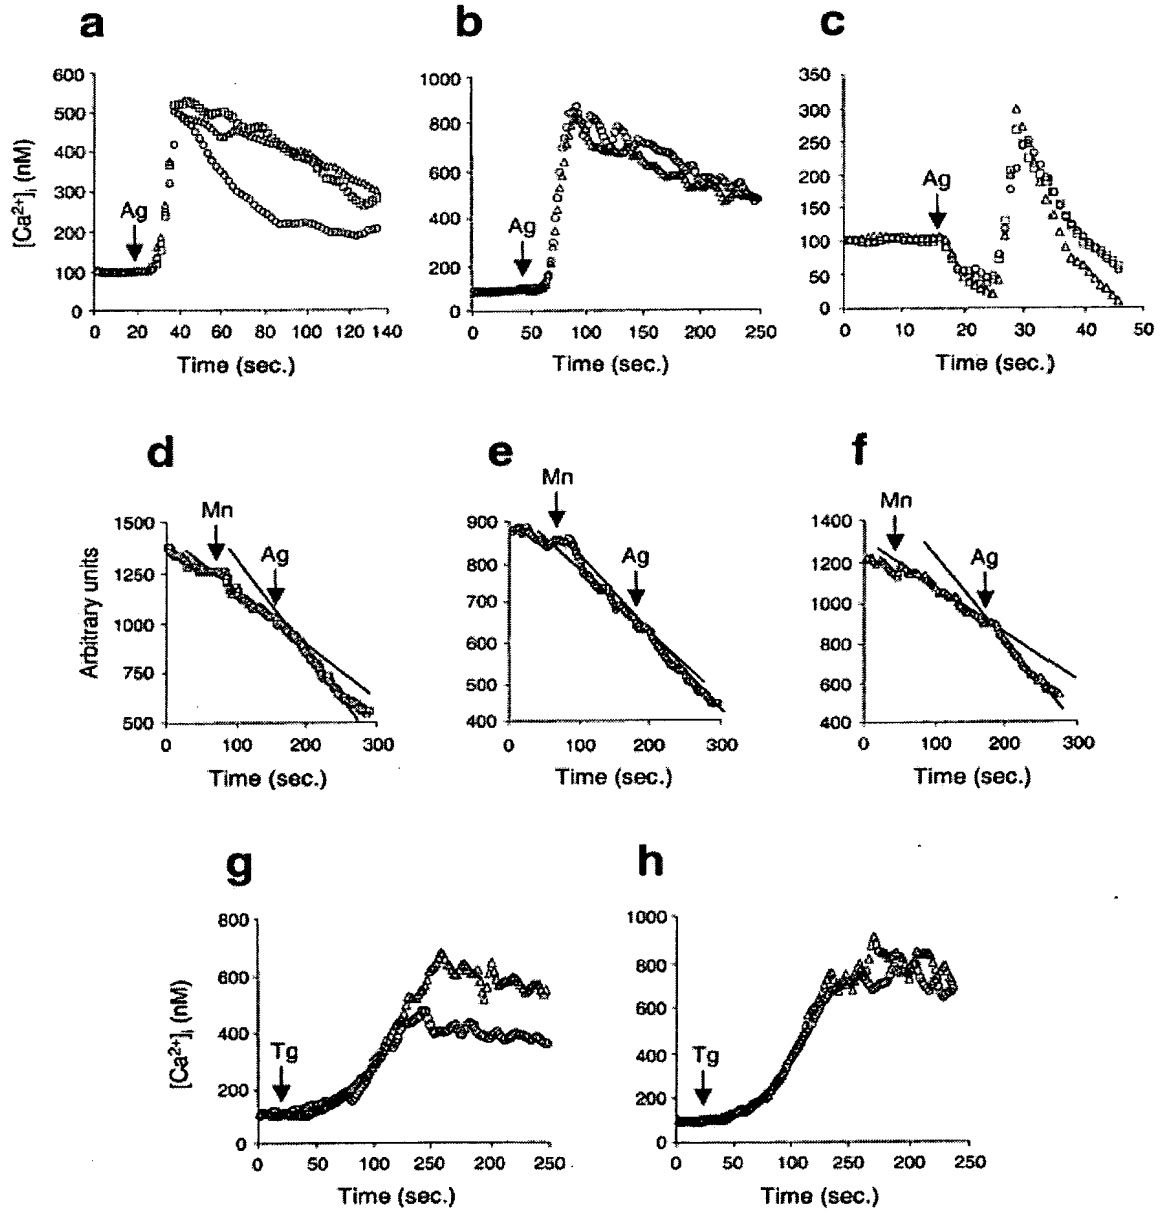 a b c
600
500
400
300
200
100
0
[Ca²⁺]ᵢ (nM)
Ag
0 20 40 60 80 100 120 140
Time (sec.)
1000
800
600
400
200
0
Ag
0 50 100 150 200 250
Time (sec.)
350
300
250
200
150
100
50
0
Ag
0 10 20 30 40 50
Time (sec.)
d e f
1500
1250
1000
750
500
Arbitrary units
Mn
Ag
0 100 200 300
Time (sec.)
900
800
700
600
500
400
Mn
Ag
0 100 200 300
Time (sec.)
1400
1200
1000
800
600
400
Mn
Ag
0 100 200 300
Time (sec.)
g h
800
600
400
200
0
[Ca²⁺]ᵢ (nM)
Tg
0 50 100 250 200 250
Time (sec.)
1000
800
600
400
200
0
Tg
0 50 100 250 200 250
Time (sec.)